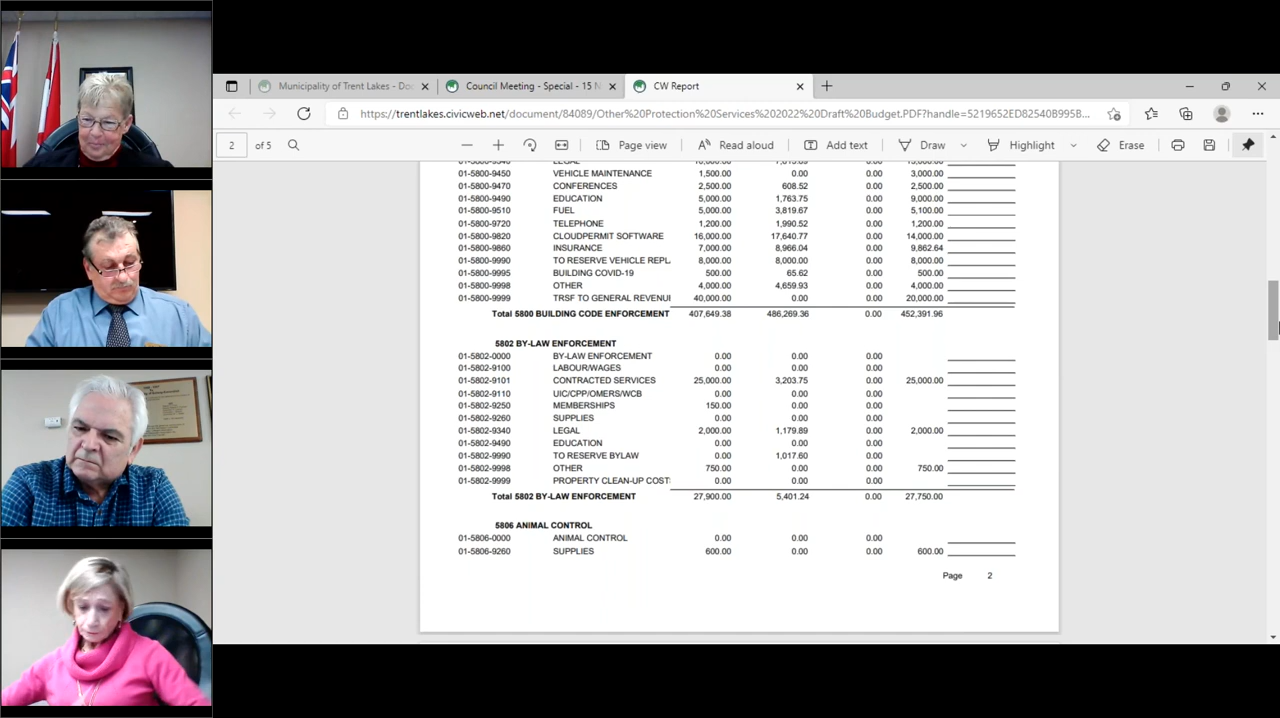 Municipality of Trent Lakes - Doc
Council Meeting - Special - 15 N
CW Report
https://trentlakes.civicweb.net/document/84089/Other%20Protection%20Services%202022%20Draft%20Budget.PDF?handle=5219652ED82540B995B...
2 of 5 Page view Read aloud Add text Draw Highlight Erase
01-5800-9340 LEGAL 0.00
01-5800-9450 VEHICLE MAINTENANCE 1,500.00 0.00 0.00 3,000.00
01-5800-9470 CONFERENCES 2,500.00 608.52 0.00 2,500.00
01-5800-9490 EDUCATION 5,000.00 1,763.75 0.00 9,000.00
01-5800-9510 FUEL 5,000.00 3,819.67 0.00 5,100.00
01-5800-9720 TELEPHONE 1,200.00 1,990.52 0.00 1,200.00
01-5800-9820 CLOUDPERMIT SOFTWARE 16,000.00 17,640.77 0.00 14,000.00
01-5800-9860 INSURANCE 7,000.00 8,966.04 0.00 9,862.64
01-5800-9990 TO RESERVE VEHICLE REPL. 8,000.00 8,000.00 0.00 8,000.00
01-5800-9995 BUILDING COVID-19 500.00 65.62 0.00 500.00
01-5800-9998 OTHER 4,000.00 4,659.93 0.00 4,000.00
01-5800-9999 TRSF TO GENERAL REVENUI 40,000.00 0.00 0.00 20,000.00
Total 5800 BUILDING CODE ENFORCEMENT 407,649.38 486,269.36 0.00 452,391.96
5802 BY-LAW ENFORCEMENT
01-5802-0000 BY-LAW ENFORCEMENT 0.00 0.00 0.00
01-5802-9100 LABOUR/WAGES 0.00 0.00 0.00
01-5802-9101 CONTRACTED SERVICES 25,000.00 3,203.75 0.00 25,000.00
01-5802-9110 UIC/CPP/OMERS/WCB 0.00 0.00 0.00
01-5802-9250 MEMBERSHIPS 150.00 0.00 0.00
01-5802-9260 SUPPLIES 0.00 0.00 0.00
01-5802-9340 LEGAL 2,000.00 1,179.89 0.00 2,000.00
01-5802-9490 EDUCATION 0.00 0.00 0.00
01-5802-9990 TO RESERVE BYLAW 0.00 1,017.60 0.00
01-5802-9998 OTHER 750.00 0.00 0.00 750.00
01-5802-9999 PROPERTY CLEAN-UP COST: 0.00 0.00 0.00
Total 5802 BY-LAW ENFORCEMENT 27,900.00 5,401.24 0.00 27,750.00
5806 ANIMAL CONTROL
01-5806-0000 ANIMAL CONTROL 0.00 0.00 0.00
01-5806-9260 SUPPLIES 600.00 0.00 0.00 600.00
Page 2